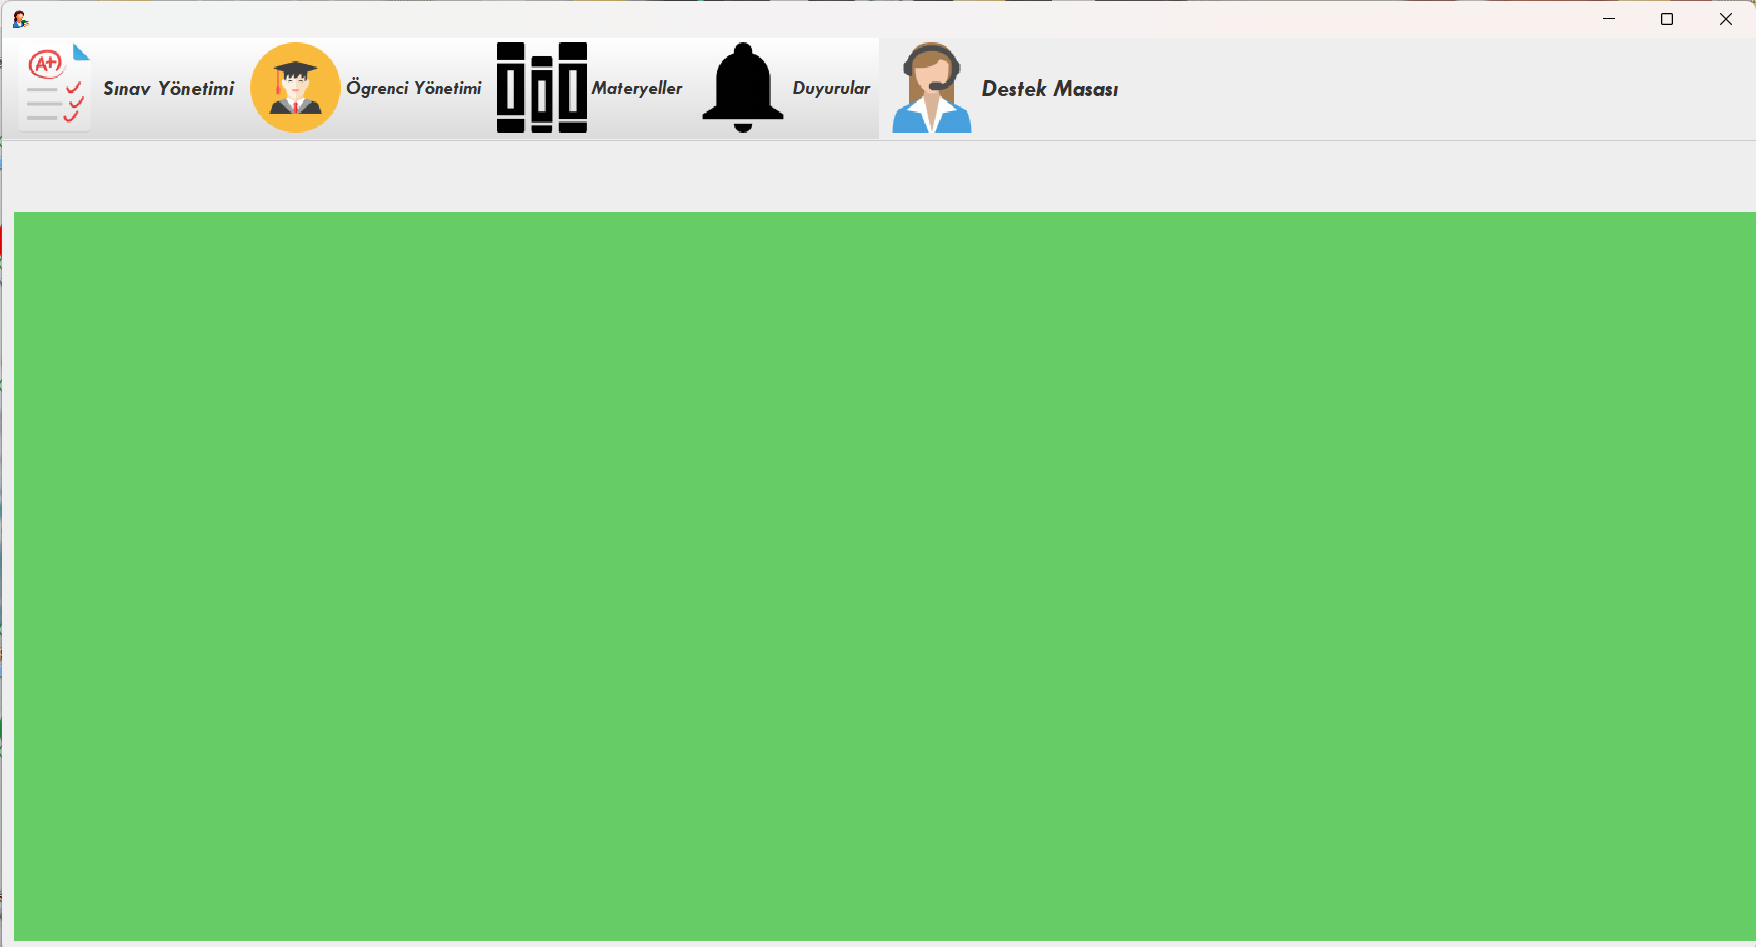 A+
Sınav Yönetimi
Ögrenci Yönetimi
Materyeller
Duyurular
Destek Masası